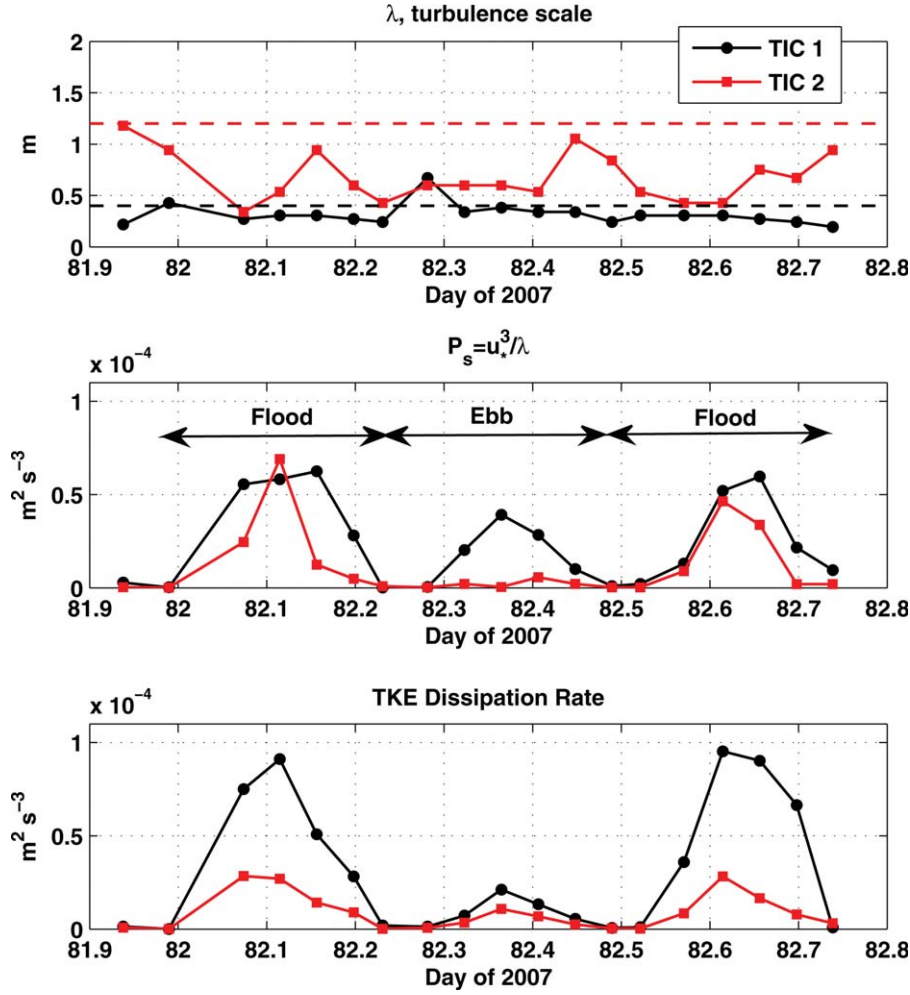 λ, turbulence scale
TIC 1
TIC 2
2
1.5
1
0.5
0
m
81.9 82 82.1 82.2 82.3 82.4 82.5 82.6 82.7 82.8
Day of 2007
P_s=u_*^3/λ
x 10^-4
Flood Ebb Flood
1
0.5
0
m^2 s^-3
81.9 82 82.1 82.2 82.3 82.4 82.5 82.6 82.7 82.8
Day of 2007
TKE Dissipation Rate
x 10^-4
1
0.5
0
m^2 s^-3
81.9 82 82.1 82.2 82.3 82.4 82.5 82.6 82.7 82.8
Day of 2007